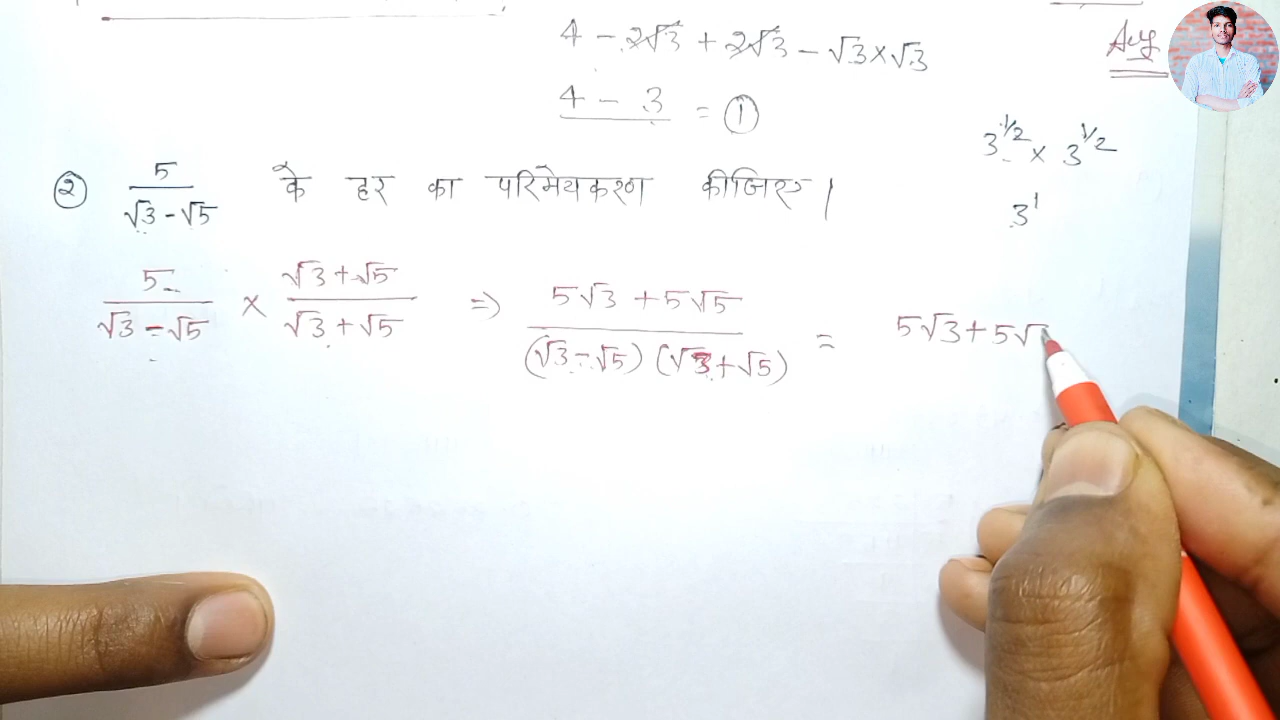 4 - 2√3 + 2√3 - √3×√3
4 - 3 = ①
3^1/2 × 3^1/2
3^1
② 5/(√3-√5) के हर का परिमेयकरण कीजिए।
5/(√3-√5) × (√3+√5)/(√3+√5) ⇒ (5√3+5√5)/((√3-√5)(√3+√5)) = 5√3+5√